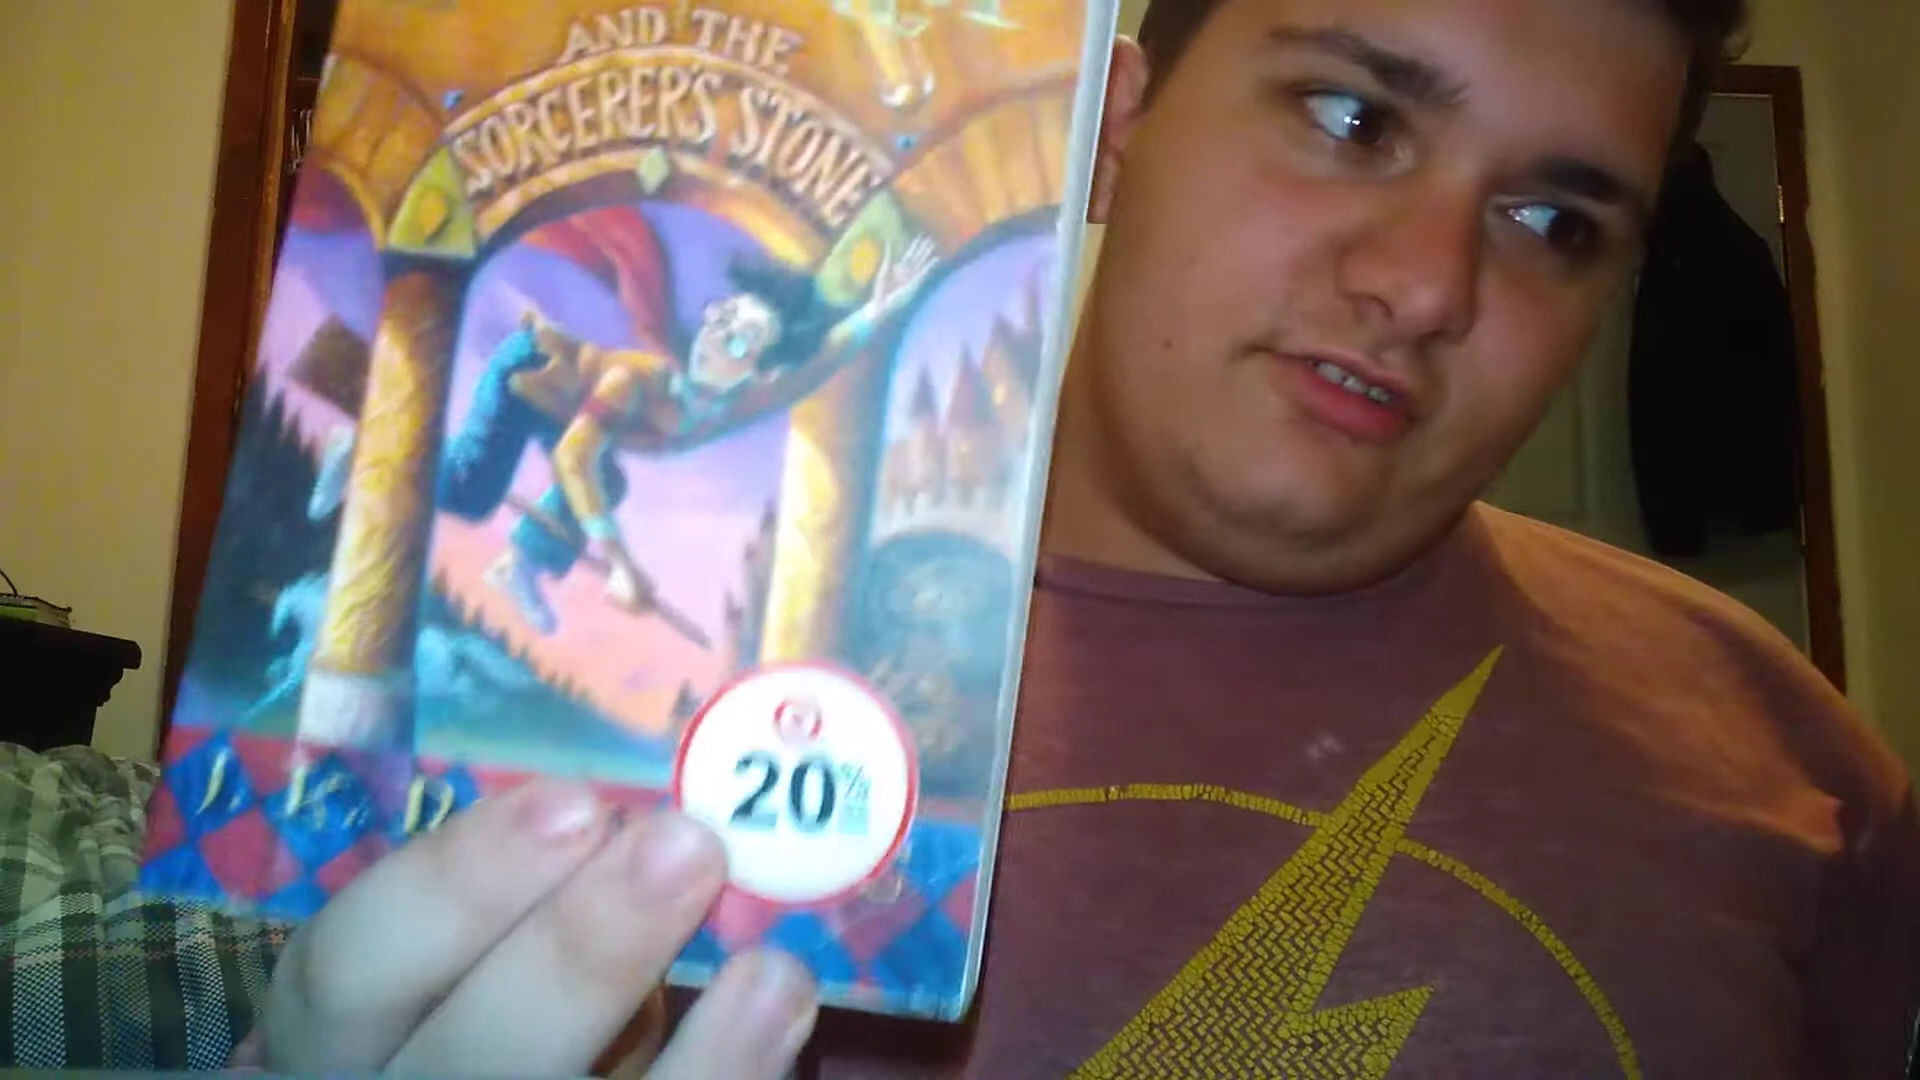 AND THE
SORCERER'S STONE
20%
J. K. R